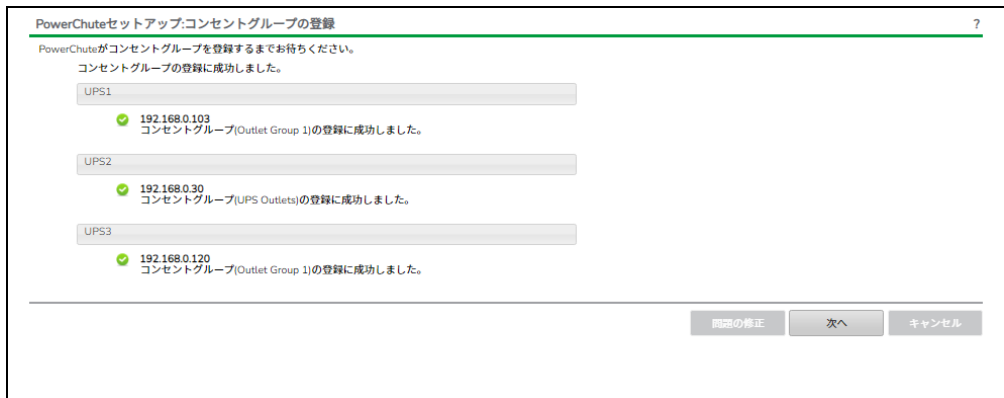 PowerChuteセットアップ:コンセントグループの登録 ?
PowerChuteがコンセントグループを登録するまでお待ちください。
コンセントグループの登録に成功しました。
UPS1
192.168.0.103
コンセントグループ(Outlet Group 1)の登録に成功しました。
UPS2
192.168.0.30
コンセントグループ(UPS Outlets)の登録に成功しました。
UPS3
192.168.0.120
コンセントグループ(Outlet Group 1)の登録に成功しました。
問題の修正 次へ キャンセル